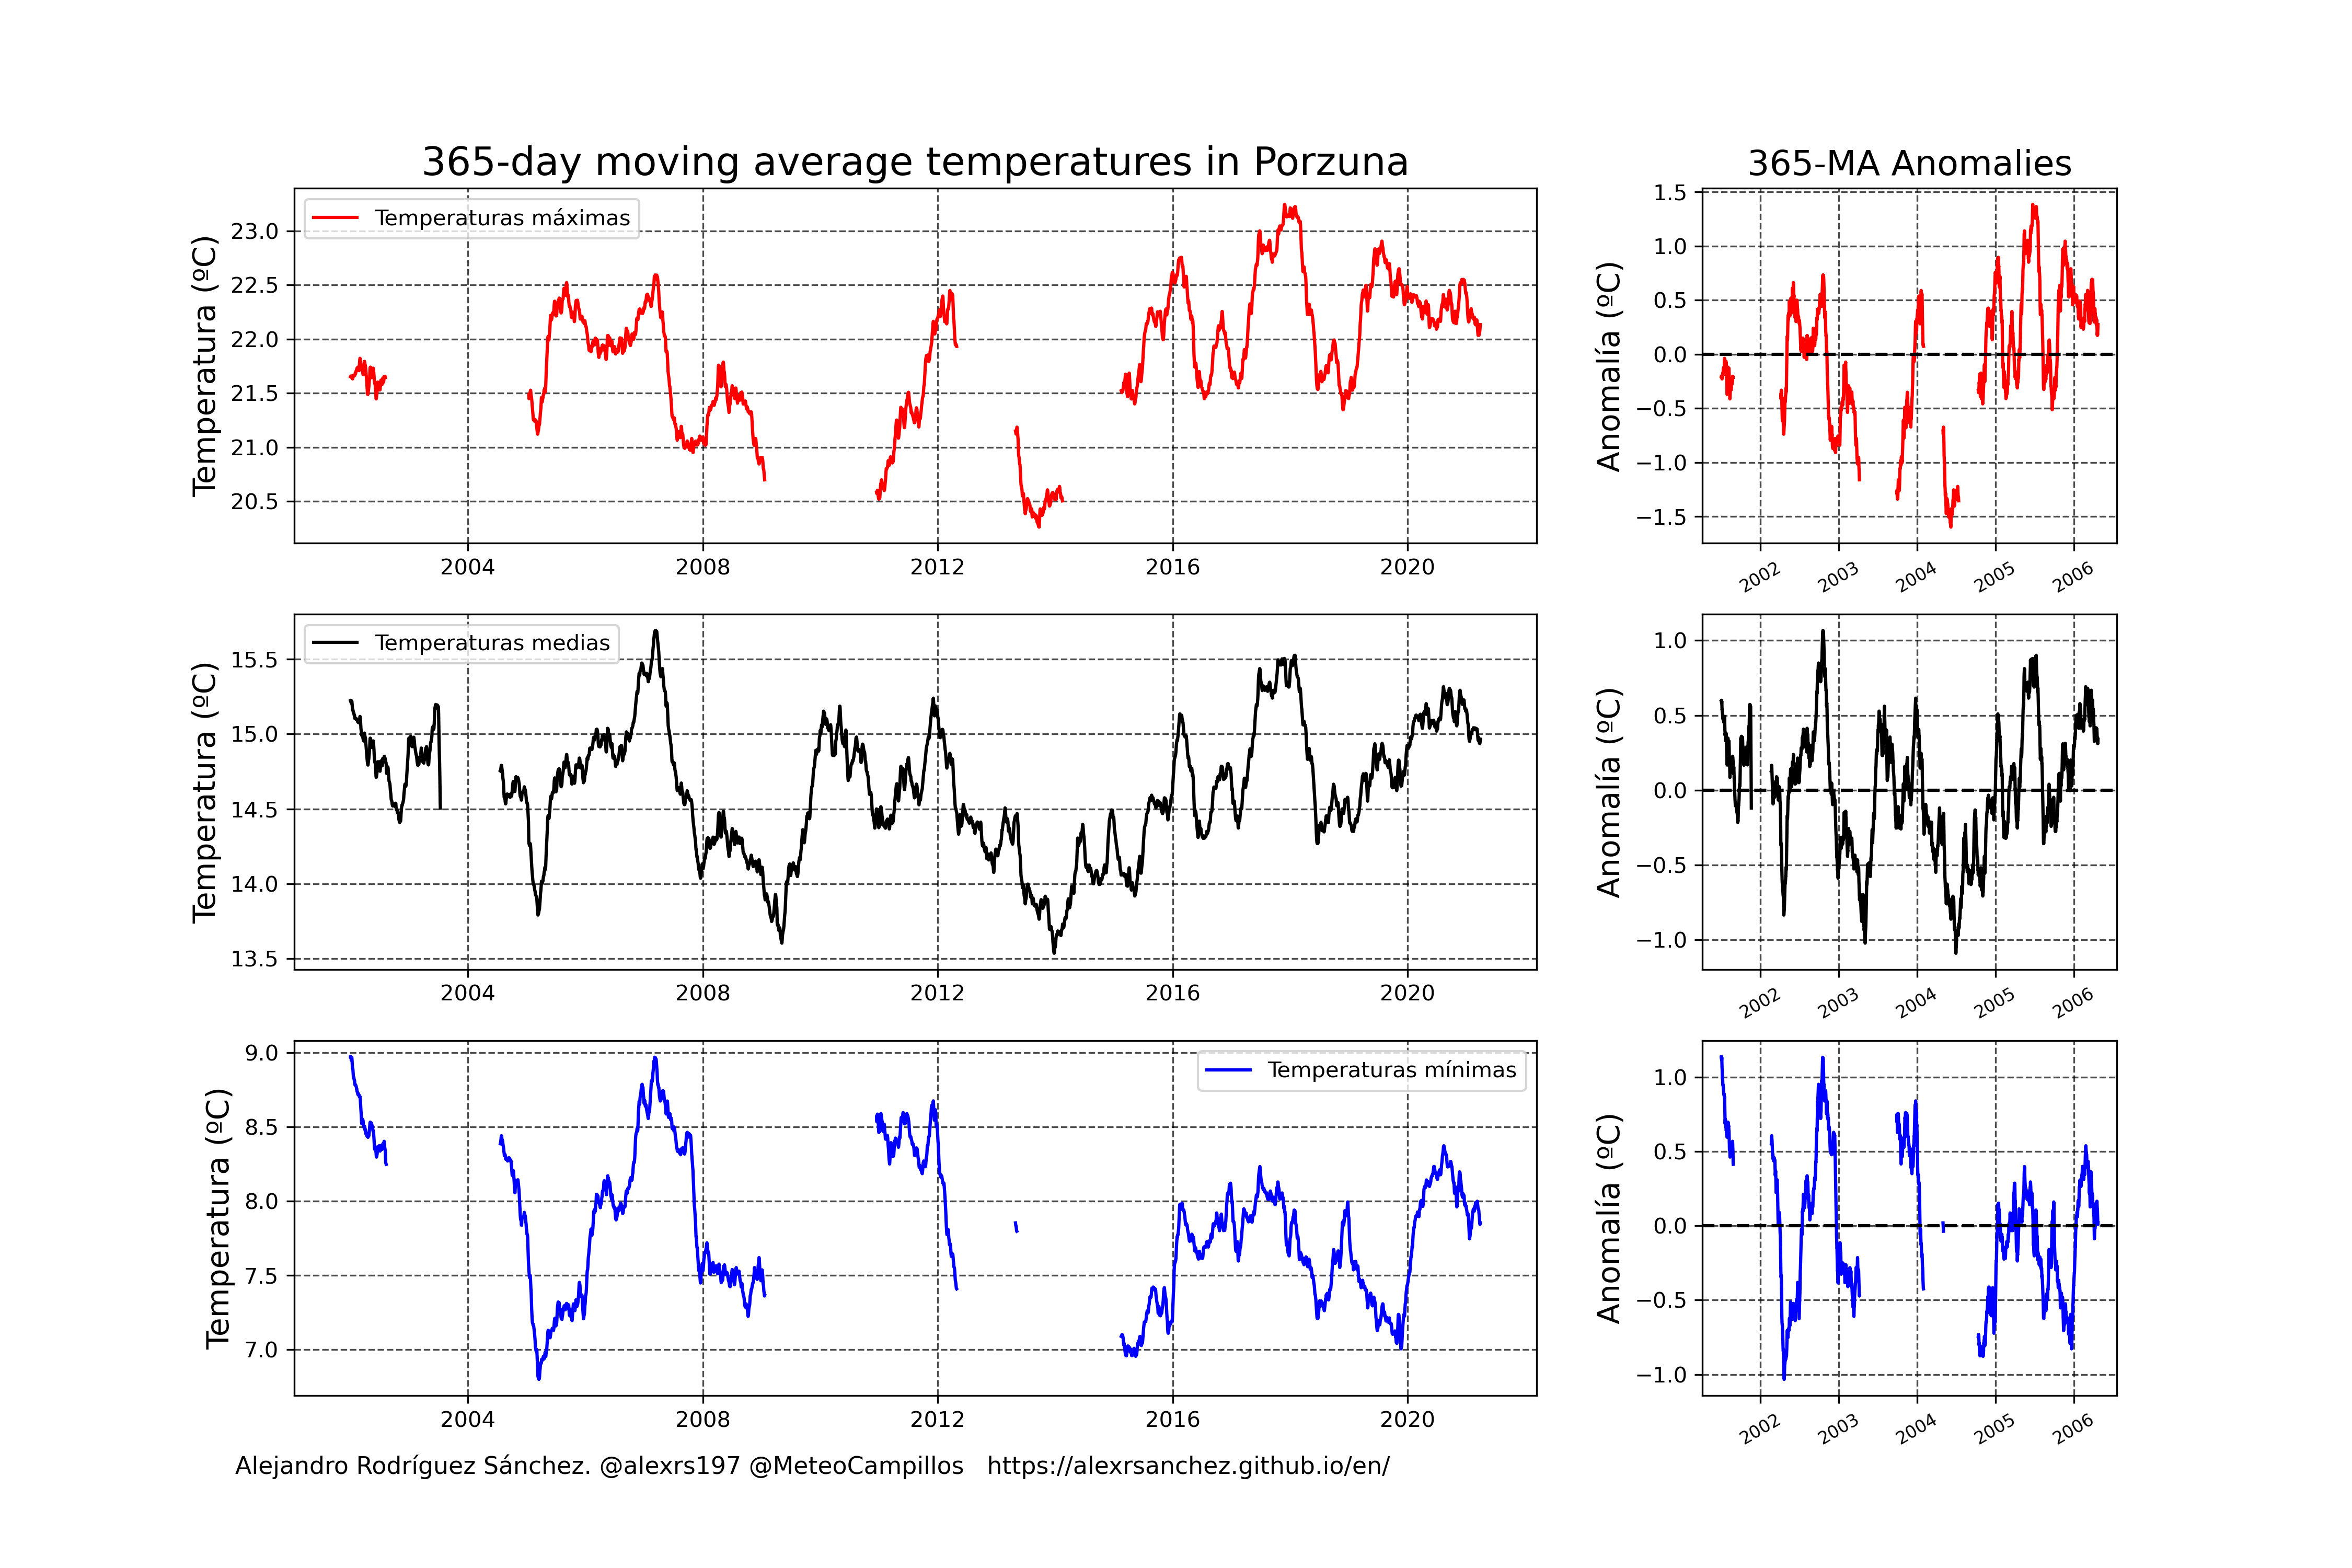 365-day moving average temperatures in Porzuna
365-MA Anomalies
Temperatura (ºC)
23.0
22.5
22.0
21.5
21.0
20.5
Temperaturas máximas
2004 2008 2012 2016 2020
Anomalía (ºC)
1.5
1.0
0.5
0.0
−0.5
−1.0
−1.5
2002 2003 2004 2005 2006
Temperatura (ºC)
15.5
15.0
14.5
14.0
13.5
Temperaturas medias
2004 2008 2012 2016 2020
Anomalía (ºC)
1.0
0.5
0.0
−0.5
−1.0
2002 2003 2004 2005 2006
Temperatura (ºC)
9.0
8.5
8.0
7.5
7.0
Temperaturas mínimas
2004 2008 2012 2016 2020
Anomalía (ºC)
1.0
0.5
0.0
−0.5
−1.0
2002 2003 2004 2005 2006
Alejandro Rodríguez Sánchez. @alexrs197 @MeteoCampillos https://alexrsanchez.github.io/en/